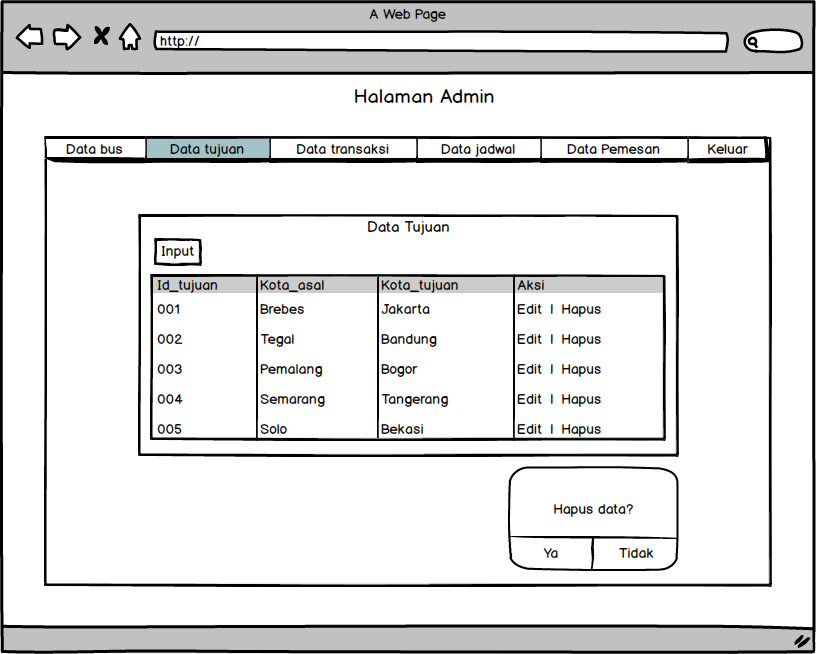 A Web Page
http://
Halaman Admin
Data bus Data tujuan Data transaksi Data jadwal Data Pemesan Keluar
Data Tujuan
Input
Id_tujuan Kota_asal Kota_tujuan Aksi
001 Brebes Jakarta Edit | Hapus
002 Tegal Bandung Edit | Hapus
003 Pemalang Bogor Edit | Hapus
004 Semarang Tangerang Edit | Hapus
005 Solo Bekasi Edit | Hapus
Hapus data?
Ya Tidak